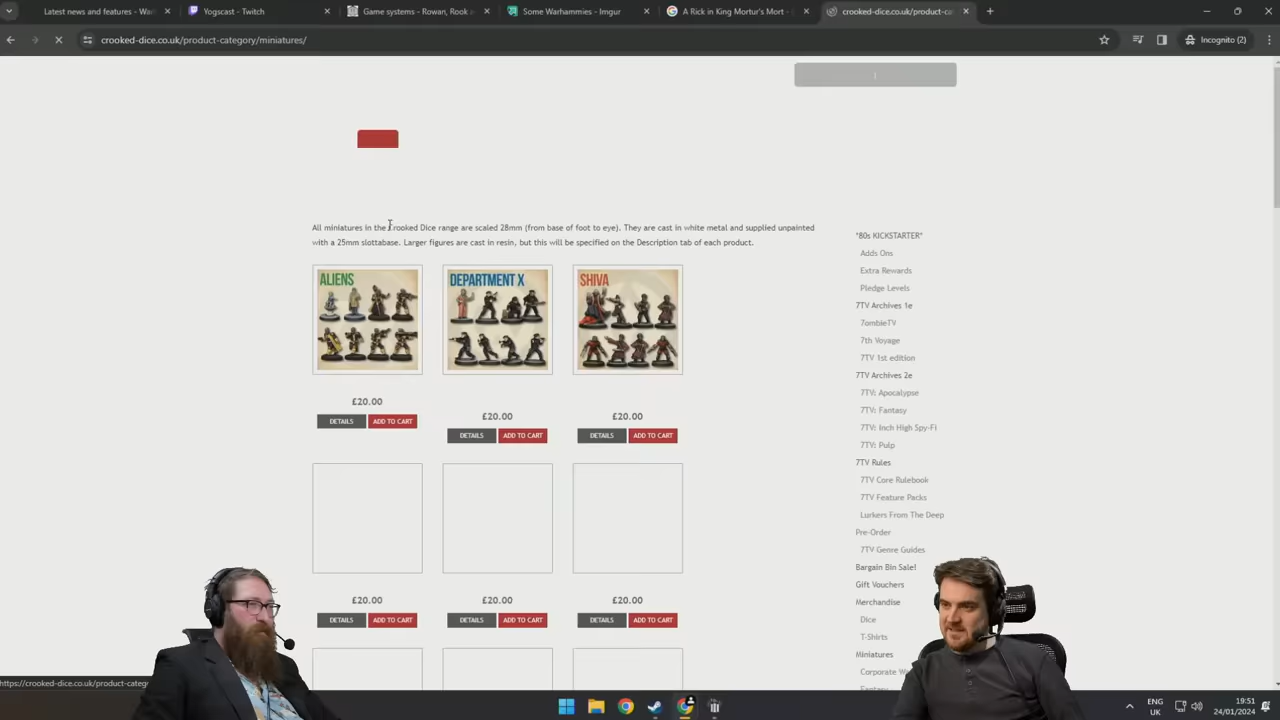 Latest news and features - Wa
Yogscast - Twitch
Game systems - Rowan, Rook
Some Warhammies - Imgur
A Rick in King Mortur's Mort -
crooked-dice.co.uk/product-cat
crooked-dice.co.uk/product-category/miniatures/
Incognito (2)
All miniatures in the Crooked Dice range are scaled 28mm (from base of foot to eye). They are cast in white metal and supplied unpainted
with a 25mm slottabase. Larger figures are cast in resin, but this will be specified on the Description tab of each product.
ALIENS
DEPARTMENT X
SHIVA
£20.00
£20.00
£20.00
DETAILS ADD TO CART
DETAILS ADD TO CART
DETAILS ADD TO CART
£20.00
£20.00
£20.00
DETAILS ADD TO CART
DETAILS ADD TO CART
DETAILS ADD TO CART
*80s KICKSTARTER*
Adds Ons
Extra Rewards
Pledge Levels
7TV Archives 1e
7ombieTV
7th Voyage
7TV 1st edition
7TV Archives 2e
7TV: Apocalypse
7TV: Fantasy
7TV: Inch High Spy-Fi
7TV: Pulp
7TV Rules
7TV Core Rulebook
7TV Feature Packs
Lurkers From The Deep
Pre-Order
7TV Genre Guides
Bargain Bin Sale!
Gift Vouchers
Merchandise
Dice
T-Shirts
Miniatures
Corporate Wa
Fantasy
https://crooked-dice.co.uk/product-categ
ENG
UK
19:51
24/01/2024